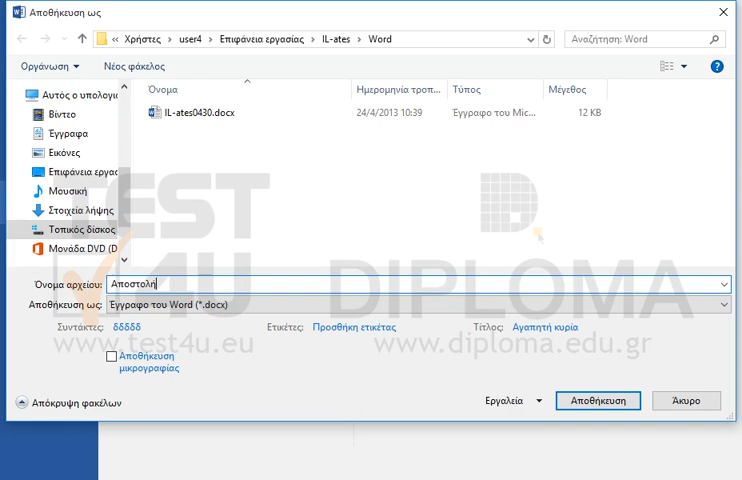 Αποθήκευση ως
« Χρήστες > user4 > Επιφάνεια εργασίας > IL-ates > Word
Αναζήτηση: Word
Οργάνωση
Νέος φάκελος
Όνομα
Ημερομηνία τροπ...
Τύπος
Μέγεθος
IL-ates0430.docx
24/4/2013 10:39
Έγγραφο του Mic...
12 KB
Αυτός ο υπολογισ
Βίντεο
Έγγραφα
Εικόνες
Επιφάνεια εργασ
Μουσική
Στοιχεία λήψης
Τοπικός δίσκος
Μονάδα DVD (D
TEST
4U
DIPLOMA
Όνομα αρχείου: Αποστολή
Αποθήκευση ως: Έγγραφο του Word (*.docx)
Συντάκτες: δδδδδ
Ετικέτες: Προσθήκη ετικέτας
Τίτλος: Αγαπητή κυρία
www.test4u.eu
www.diploma.edu.gr
Αποθήκευση
μικρογραφίας
Απόκρυψη φακέλων
Εργαλεία
Αποθήκευση
Άκυρο